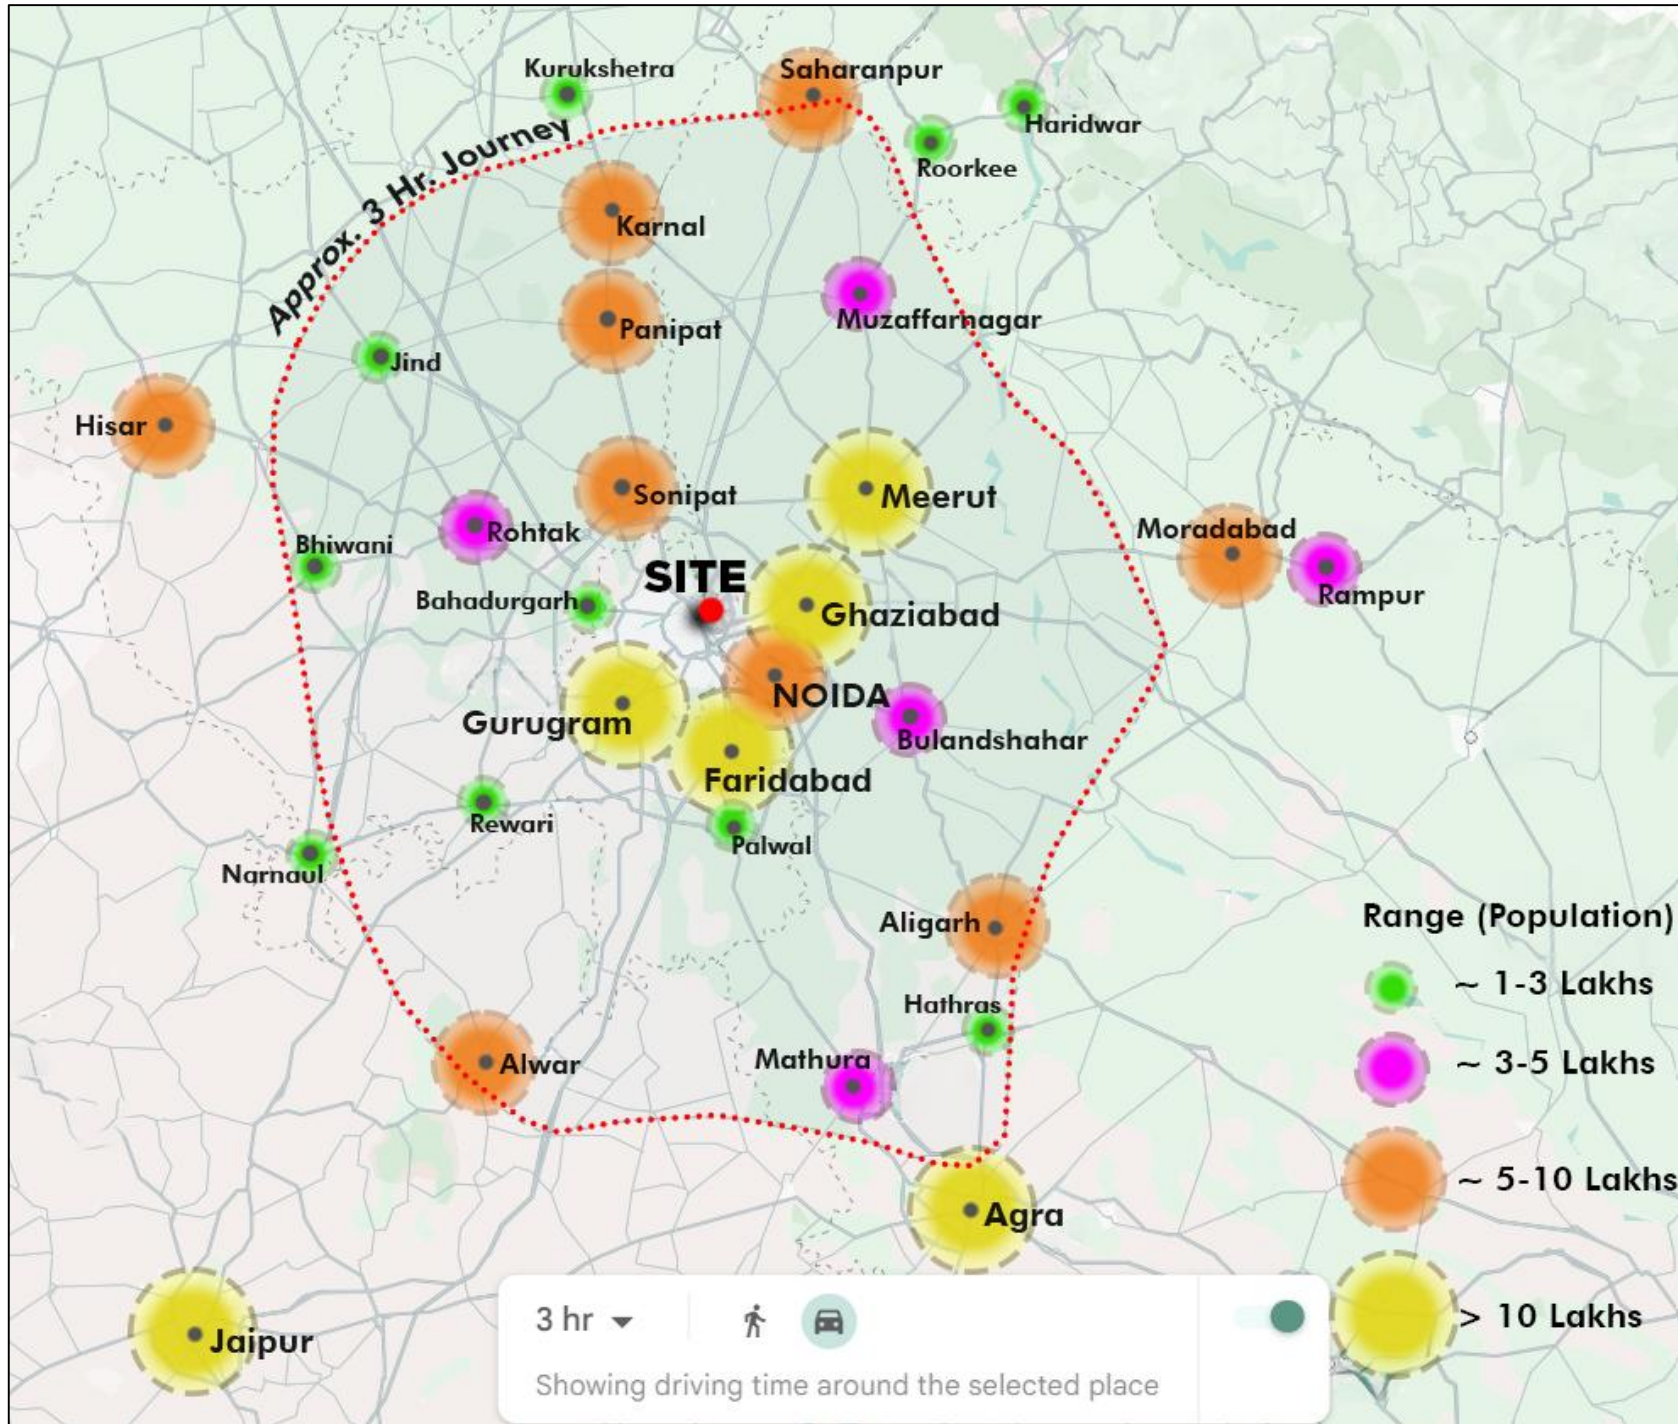 Kurukshetra
Saharanpur
Haridwar
Roorkee
Approx. 3 Hr. Journey
Karnal
Muzaffarnagar
Panipat
Jind
Hisar
Sonipat
Meerut
Rohtak
Moradabad
Bhiwani
SITE
Rampur
Bahadurgarh
Ghaziabad
NOIDA
Gurugram
Bulandshahar
Faridabad
Rewari
Palwal
Narnaul
Aligarh
Hathras
Mathura
Alwar
Agra
Jaipur
Range (Population)
~ 1-3 Lakhs
~ 3-5 Lakhs
~ 5-10 Lakhs
> 10 Lakhs
3 hr
Showing driving time around the selected place